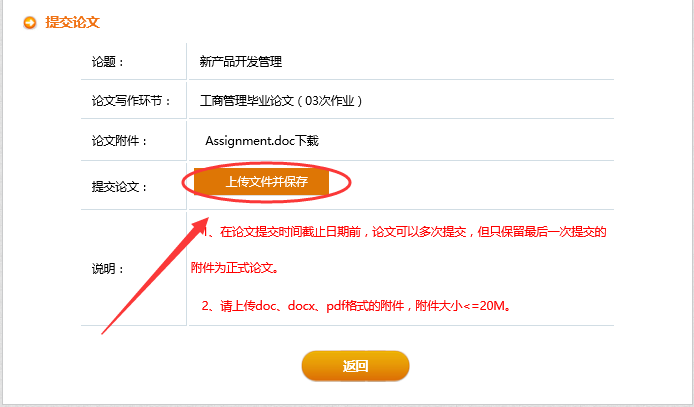 提交论文
论题： 新产品开发管理
论文写作环节： 工商管理毕业论文（03次作业）
论文附件： Assignment.doc下载
提交论文： 上传文件并保存
1、在论文提交时间截止日期前，论文可以多次提交，但只保留最后一次提交的
说明： 附件为正式论文。
2、请上传doc、docx、pdf格式的附件，附件大小<=20M。
返回